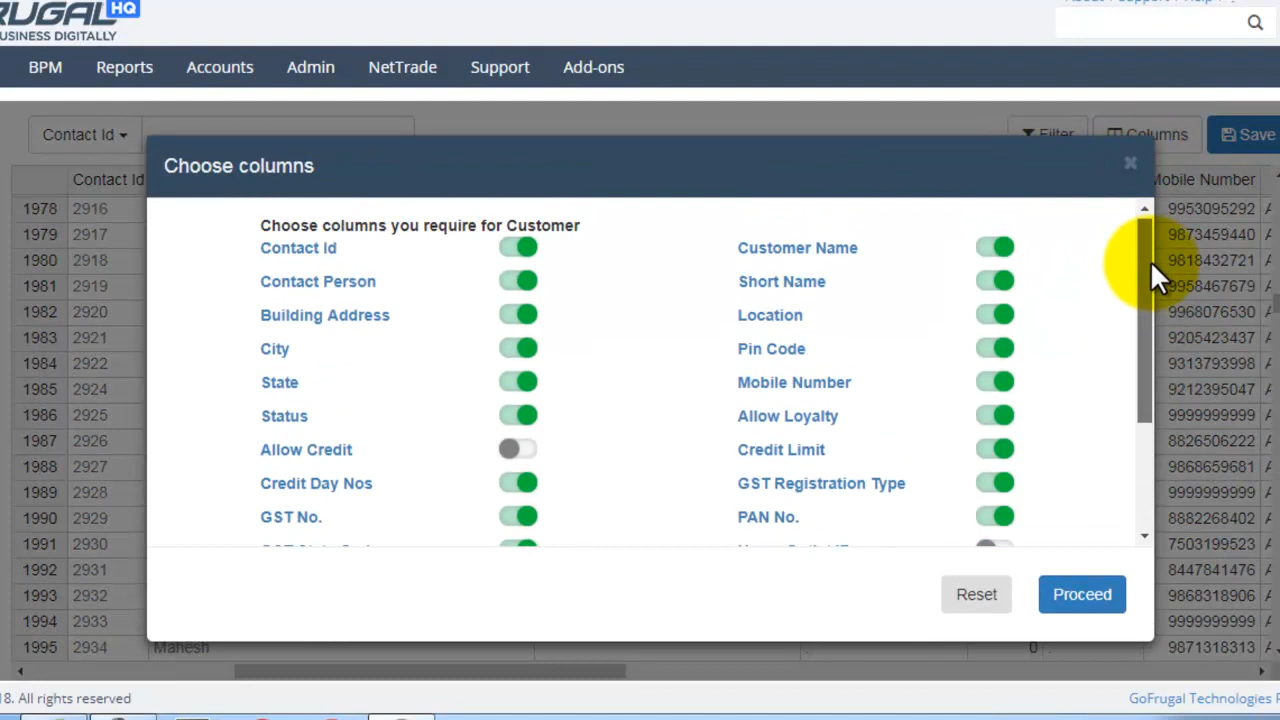 RUGAL HQ
USINESS DIGITALLY
BPM Reports Accounts Admin NetTrade Support Add-ons
Contact Id Filter Columns Save
Choose columns
Contact Id Mobile Number
Choose columns you require for Customer
Contact Id Customer Name
Contact Person Short Name
Building Address Location
City Pin Code
State Mobile Number
Status Allow Loyalty
Allow Credit Credit Limit
Credit Day Nos GST Registration Type
GST No. PAN No.
Reset Proceed
1978 2916 9953095292
1979 2917 9873459440
1980 2918 9818432721
1981 2919 9958467679
1982 2920 9968076530
1983 2921 9205423437
1984 2922 9313793998
1985 2924 9212395047
1986 2925 9999999999
1987 2926 8826506222
1988 2927 9868659681
1989 2928 9999999999
1990 2929 8882268402
1991 2930 7503199523
1992 2931 8447841476
1993 2932 9868318906
1994 2933 9999999999
1995 2934 Mahesh 0 . 9871318313
18. All rights reserved GoFrugal Technologies P